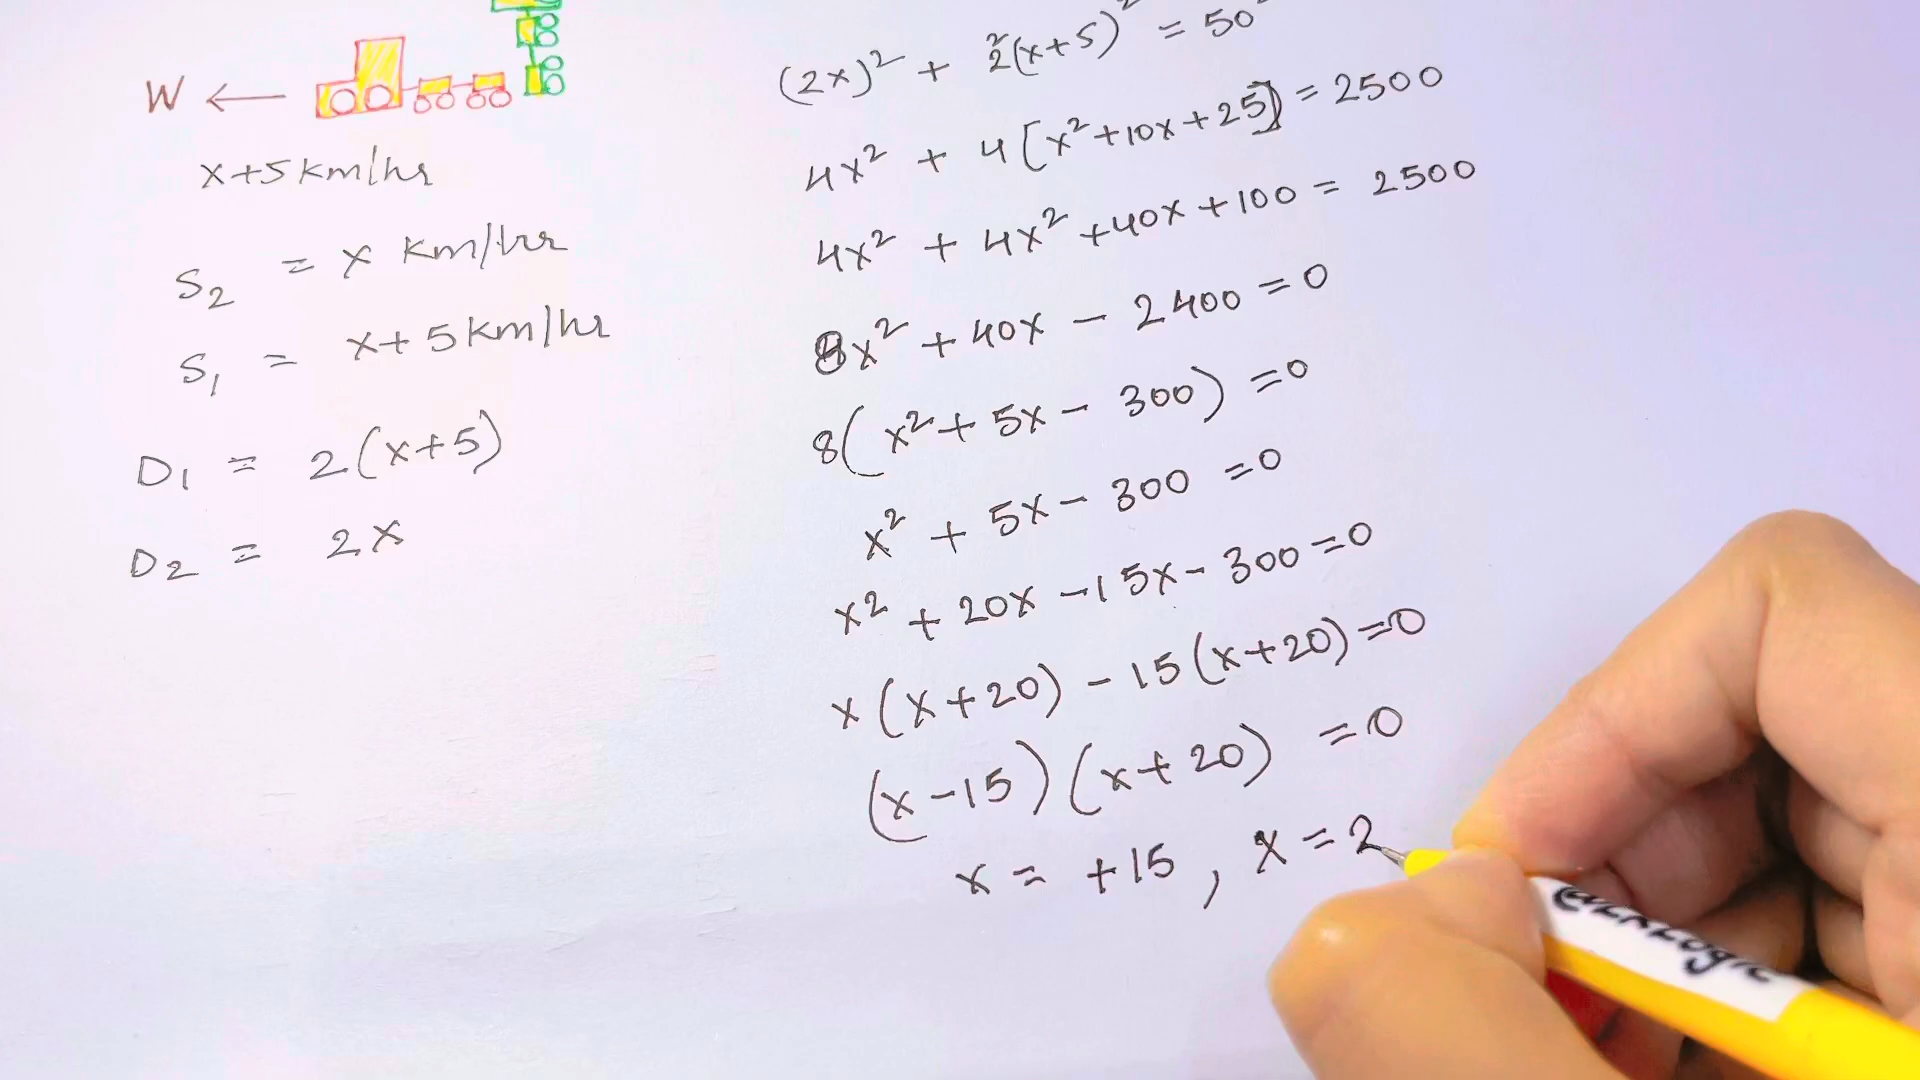 W ←
x+5 km/hr
S₂ = x km/hr
S₁ = x+5 km/hr
D₁ = 2(x+5)
D₂ = 2x
(2x)² + 2²(x+5)² = 50²
4x² + 4[x²+10x+25] = 2500
4x² + 4x² +40x+100 = 2500
8x² + 40x - 2400 = 0
8(x²+ 5x - 300) = 0
x² + 5x - 300 = 0
x² + 20x - 15x - 300 = 0
x(x+20) - 15(x+20) = 0
(x-15)(x+20) = 0
x = +15, x = 2